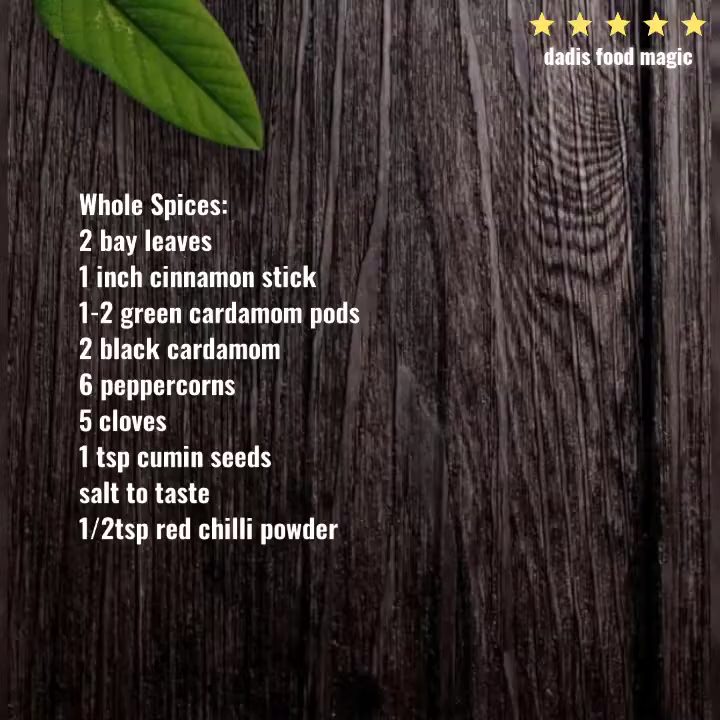 dadis food magic
Whole Spices:
2 bay leaves
1 inch cinnamon stick
1-2 green cardamom pods
2 black cardamom
6 peppercorns
5 cloves
1 tsp cumin seeds
salt to taste
1/2tsp red chilli powder